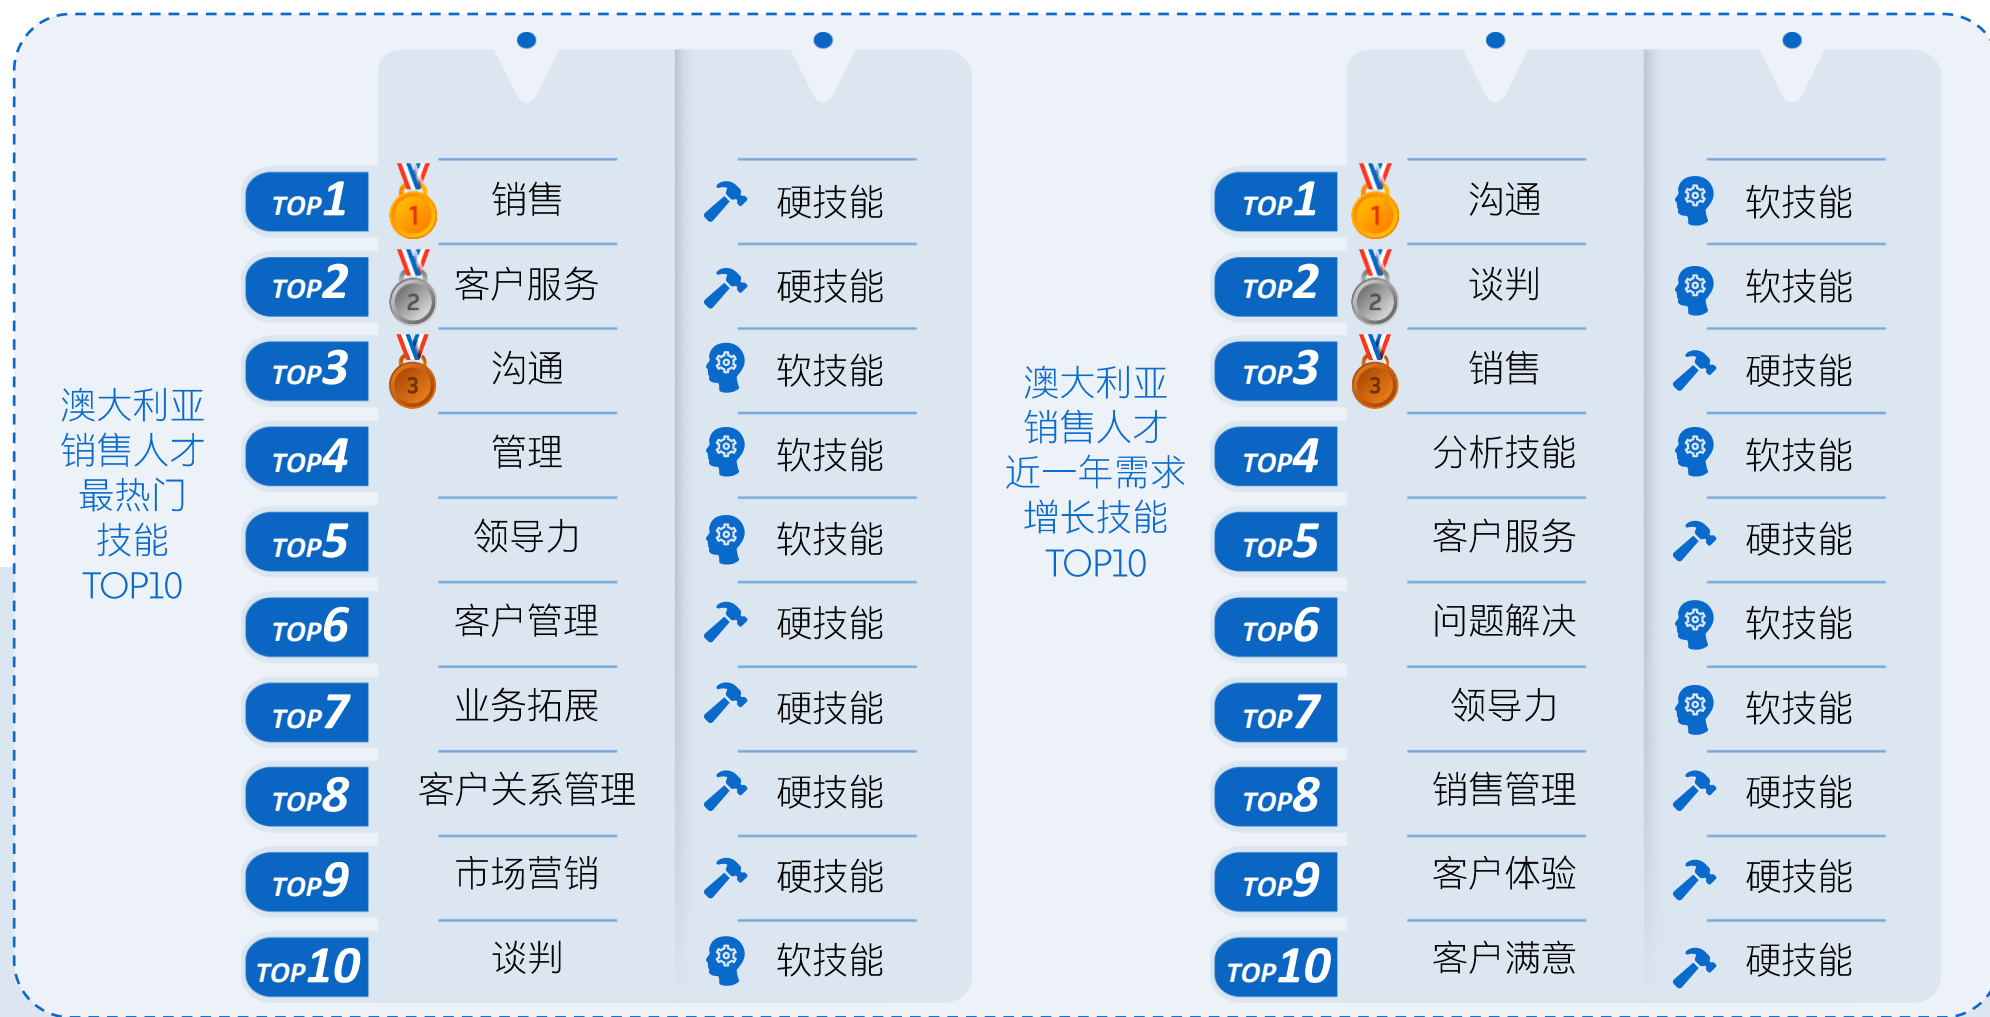 澳大利亚
销售人才
最热门
技能
TOP10
TOP1 1 销售 硬技能
TOP2 2 客户服务 硬技能
TOP3 3 沟通 软技能
TOP4 管理 软技能
TOP5 领导力 软技能
TOP6 客户管理 硬技能
TOP7 业务拓展 硬技能
TOP8 客户关系管理 硬技能
TOP9 市场营销 硬技能
TOP10 谈判 软技能
澳大利亚
销售人才
近一年需求
增长技能
TOP10
TOP1 1 沟通 软技能
TOP2 2 谈判 软技能
TOP3 3 销售 硬技能
TOP4 分析技能 软技能
TOP5 客户服务 硬技能
TOP6 问题解决 软技能
TOP7 领导力 软技能
TOP8 销售管理 硬技能
TOP9 客户体验 硬技能
TOP10 客户满意 硬技能